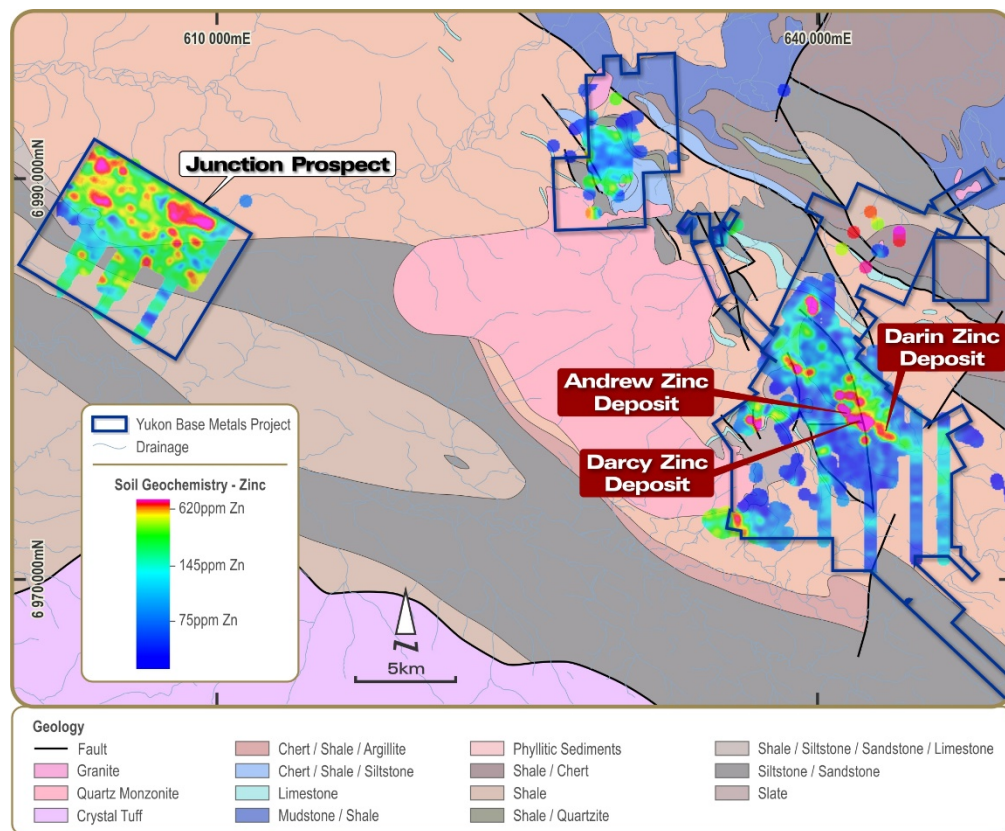 610 000mE
640 000mE
6 990 000mN
Junction Prospect
Darin Zinc
Deposit
Andrew Zinc
Deposit
Darcy Zinc
Deposit
Yukon Base Metals Project
Drainage
Soil Geochemistry - Zinc
620ppm Zn
145ppm Zn
75ppm Zn
6 970 000mN
N
5km
Geology
Fault
Granite
Quartz Monzonite
Crystal Tuff
Chert / Shale / Argillite
Chert / Shale / Siltstone
Limestone
Mudstone / Shale
Phyllitic Sediments
Shale / Chert
Shale
Shale / Quartzite
Shale / Siltstone / Sandstone / Limestone
Siltstone / Sandstone
Slate